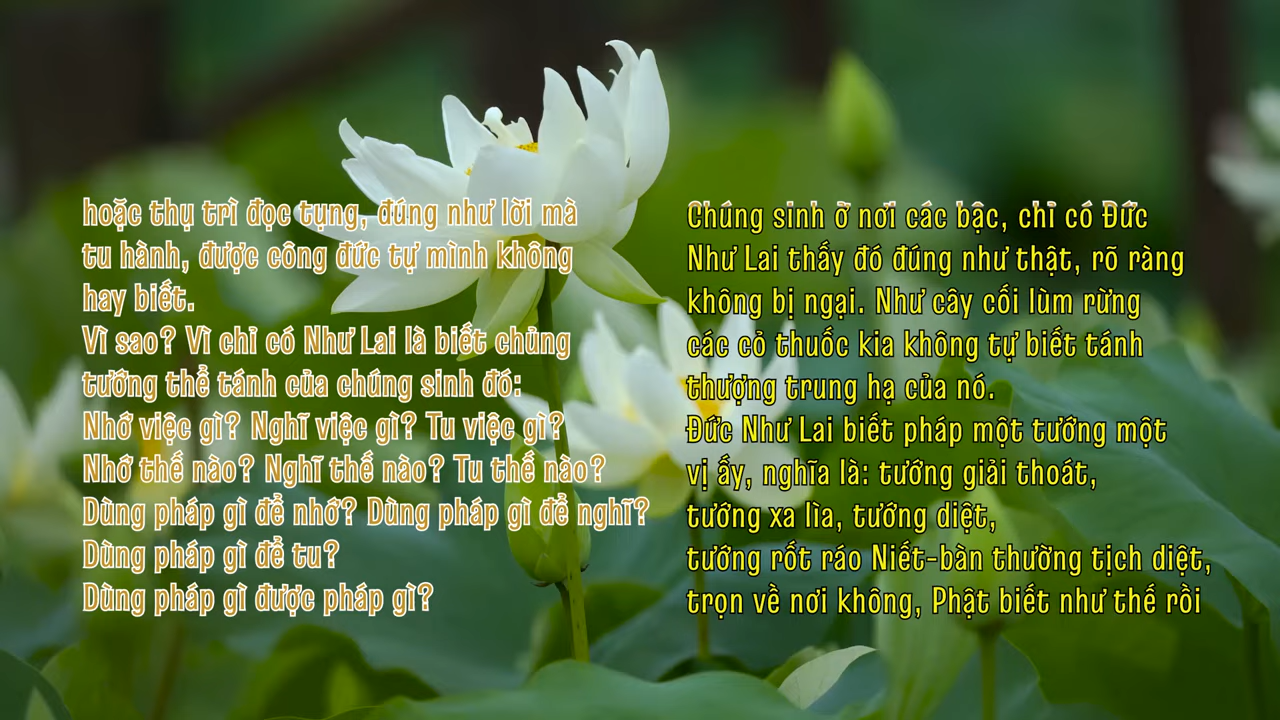 hoặc thụ trì đọc tụng, đúng như lời mà
tu hành, được công đức tự mình không
hay biết.
Vì sao? Vì chỉ có Như Lai là biết chủng
tướng thể tánh của chúng sinh đó:
Nhớ việc gì? Nghĩ việc gì? Tu việc gì?
Nhớ thế nào? Nghĩ thế nào? Tu thế nào?
Dùng pháp gì để nhớ? Dùng pháp gì để nghĩ?
Dùng pháp gì để tu?
Dùng pháp gì được pháp gì?
Chúng sinh ở nơi các bậc, chỉ có Đức
Như Lai thấy đó đúng như thật, rõ ràng
không bị ngại. Như cây cối lùm rừng
các cỏ thuốc kia không tự biết tánh
thượng trung hạ của nó.
Đức Như Lai biết pháp một tướng một
vị ấy, nghĩa là: tướng giải thoát,
tướng xa lìa, tướng diệt,
tướng rốt ráo Niết-bàn thường tịch diệt,
trọn về nơi không, Phật biết như thế rồi